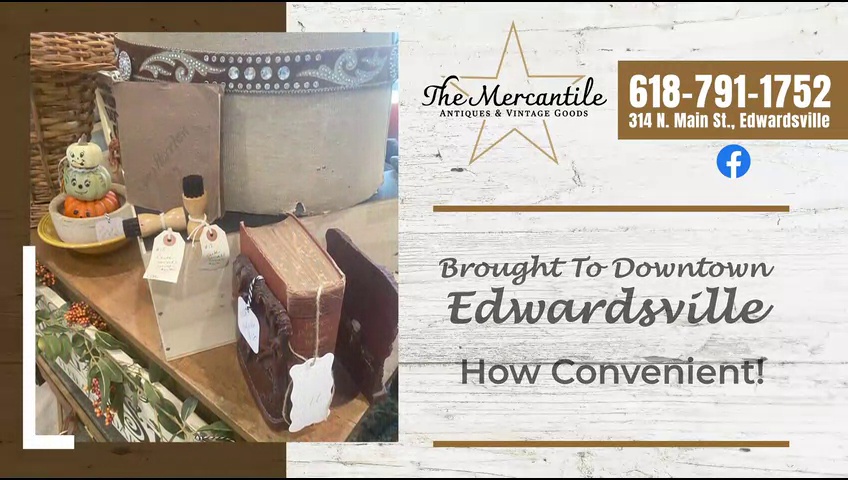 The Mercantile
ANTIQUES & VINTAGE GOODS
618-791-1752
314 N. Main St., Edwardsville
Brought To Downtown
Edwardsville
How Convenient!